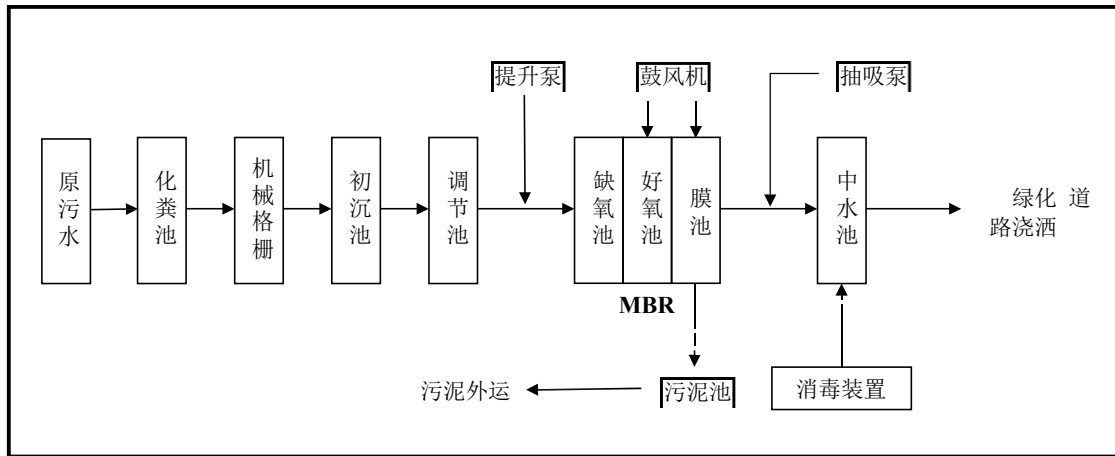 提升泵
鼓风机
抽吸泵
原污水
化粪池
机械格栅
初沉池
调节池
缺氧池
好氧池
膜池
中水池
绿化 道
路浇洒
MBR
污泥外运
污泥池
消毒装置